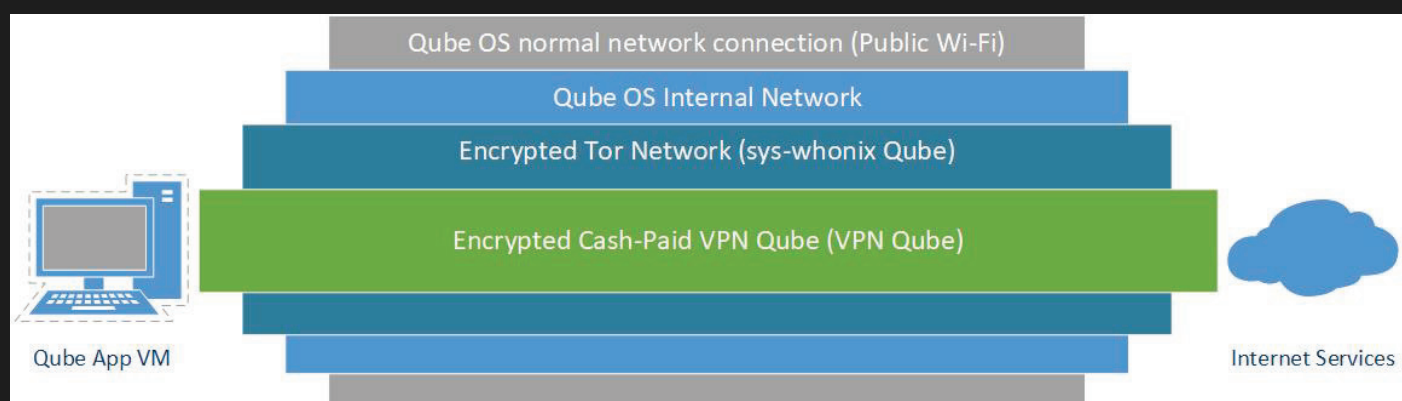 Qube OS normal network connection (Public Wi-Fi)
Qube OS Internal Network
Encrypted Tor Network (sys-whonix Qube)
Encrypted Cash-Paid VPN Qube (VPN Qube)
Qube App VM
Internet Services